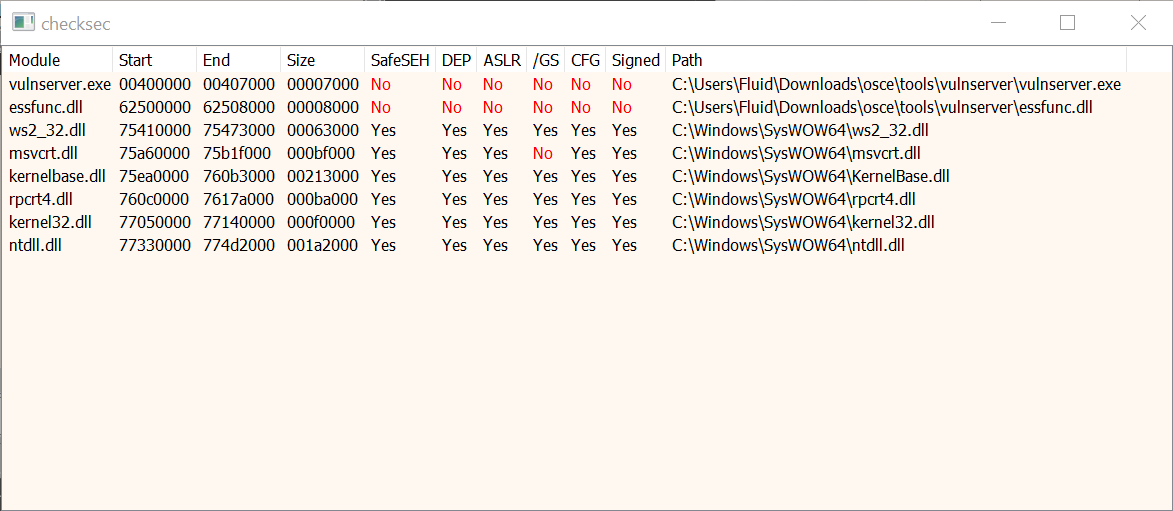 checksec
Module Start End Size SafeSEH DEP ASLR /GS CFG Signed Path
vulnserver.exe 00400000 00407000 00007000 No No No No No No C:\Users\Fluid\Downloads\osce\tools\vulnserver\vulnserver.exe
essfunc.dll 62500000 62508000 00008000 No No No No No No C:\Users\Fluid\Downloads\osce\tools\vulnserver\essfunc.dll
ws2_32.dll 75410000 75473000 00063000 Yes Yes Yes Yes Yes Yes C:\Windows\SysWOW64\ws2_32.dll
msvcrt.dll 75a60000 75b1f000 000bf000 Yes Yes Yes No Yes Yes C:\Windows\SysWOW64\msvcrt.dll
kernelbase.dll 75ea0000 760b3000 00213000 Yes Yes Yes Yes Yes Yes C:\Windows\SysWOW64\KernelBase.dll
rpcrt4.dll 760c0000 7617a000 000ba000 Yes Yes Yes Yes Yes Yes C:\Windows\SysWOW64\rpcrt4.dll
kernel32.dll 77050000 77140000 000f0000 Yes Yes Yes Yes Yes Yes C:\Windows\SysWOW64\kernel32.dll
ntdll.dll 77330000 774d2000 001a2000 Yes Yes Yes Yes Yes Yes C:\Windows\SysWOW64\ntdll.dll